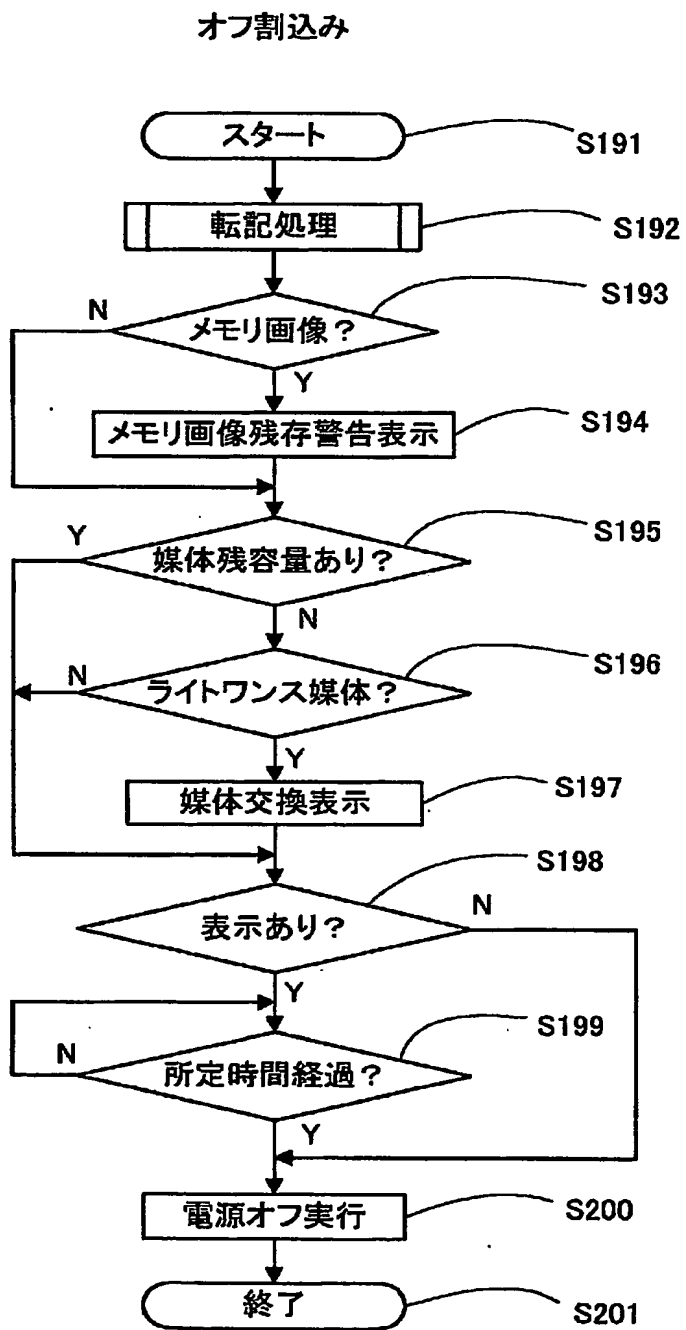 オフ割込み
スタート
S191
転記処理
S192
S193
N
メモリ画像?
Y
メモリ画像残存警告表示
S194
Y
S195
媒体残容量あり?
N
S196
N
ライトワンス媒体?
Y
媒体交換表示
S197
S198
N
表示あり?
Y
S199
N
所定時間経過?
Y
電源オフ実行
S200
終了
S201